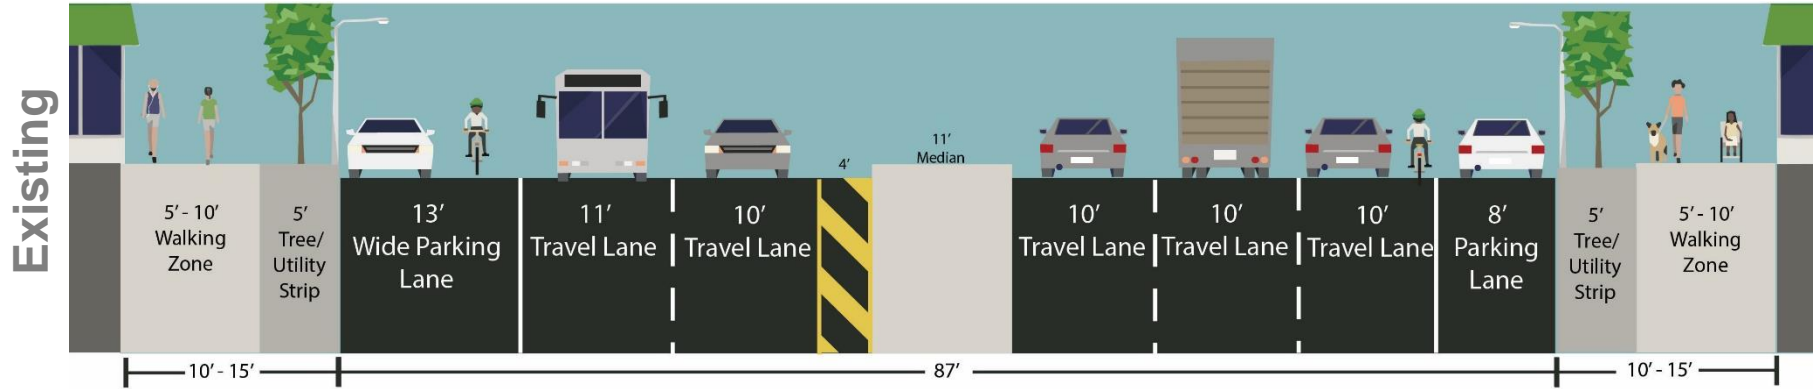 Existing
5' - 10'
Walking
Zone
5'
Tree/
Utility
Strip
13'
Wide Parking
Lane
11'
Travel Lane
10'
Travel Lane
4'
11'
Median
10'
Travel Lane
10'
Travel Lane
10'
Travel Lane
8'
Parking
Lane
5'
Tree/
Utility
Strip
5' - 10'
Walking
Zone
10' - 15'
87'
10' - 15'